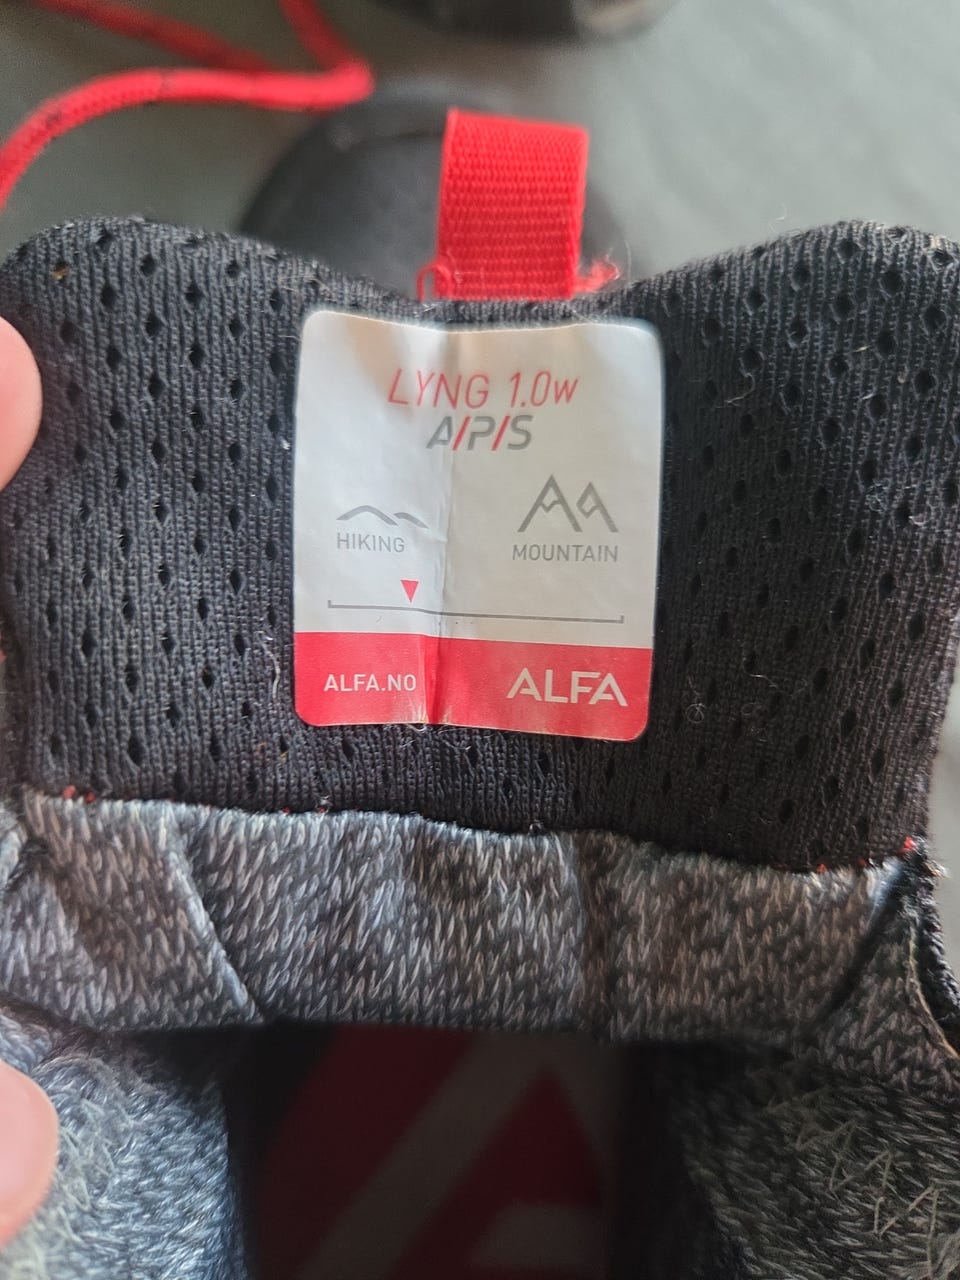 LYNG 1.0w
A/P/S
HIKING
MOUNTAIN
ALFA.NO
ALFA